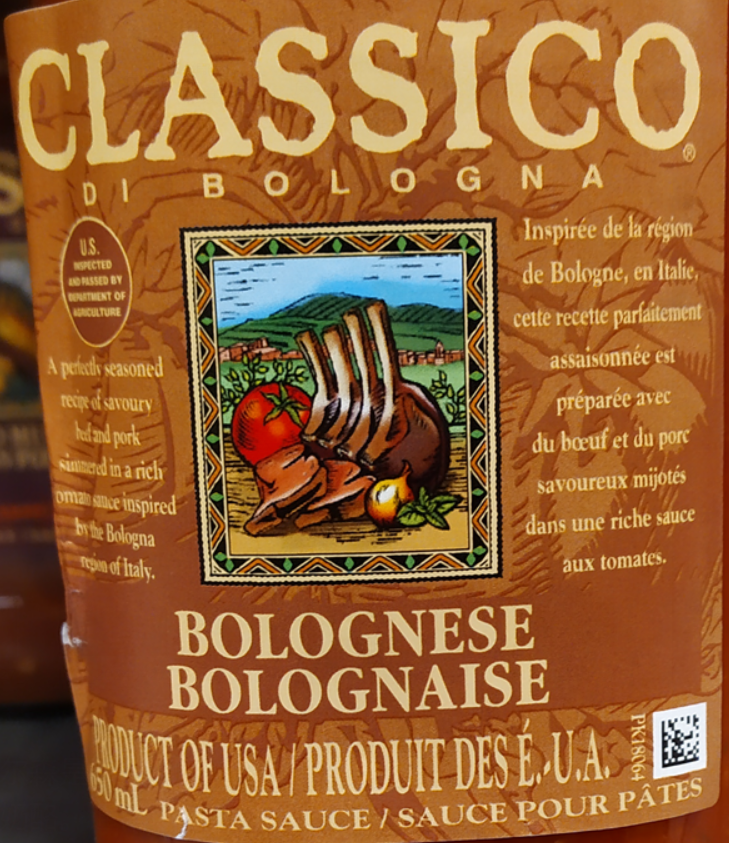 CLASSICO®
DI BOLOGNA
U.S.
INSPECTED
AND PASSED BY
DEPARTMENT OF
AGRICULTURE
A perfectly seasoned
recipe of savoury
beef and pork
simmered in a rich
tomato sauce inspired
by the Bologna
region of Italy.
Inspirée de la région
de Bologne, en Italie,
cette recette parfaitement
assaisonnée est
préparée avec
du bœuf et du porc
savoureux mijotés
dans une riche sauce
aux tomates.
BOLOGNESE
BOLOGNAISE
PRODUCT OF USA / PRODUIT DES É.-U.A.
650 mL PASTA SAUCE / SAUCE POUR PÂTES
PK18064